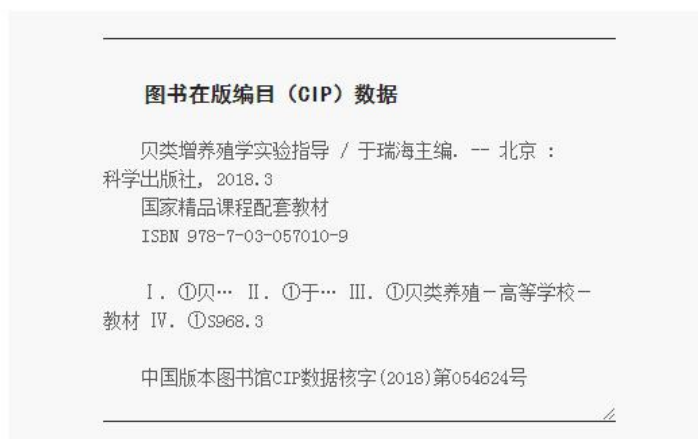 图书在版编目（CIP）数据
贝类增养殖学实验指导 / 于瑞海主编. -- 北京 :
科学出版社, 2018.3
国家精品课程配套教材
ISBN 978-7-03-057010-9
Ⅰ. ①贝… Ⅱ. ①于… Ⅲ. ①贝类养殖－高等学校－
教材 Ⅳ. ①S968.3
中国版本图书馆CIP数据核字(2018)第054624号